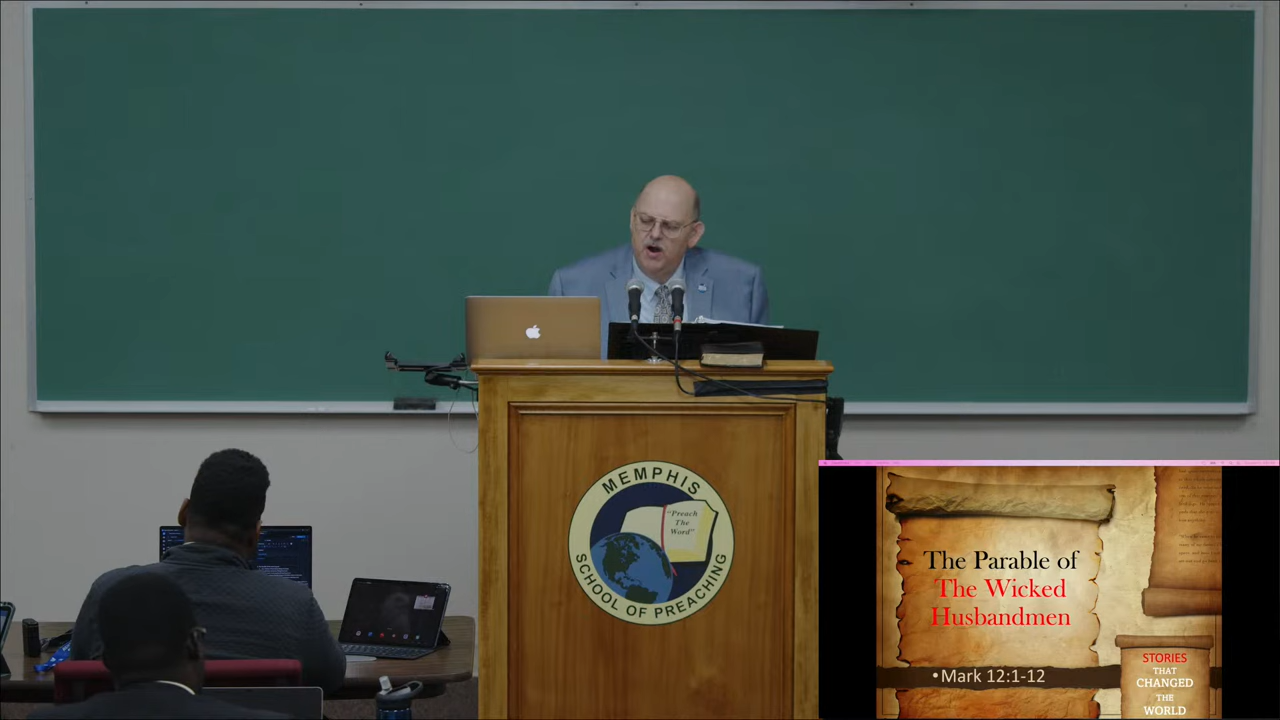 MEMPHIS
"Preach
The
Word"
SCHOOL OF PREACHING
The Parable of
The Wicked
Husbandmen
•Mark 12:1-12
STORIES
THAT
CHANGED
THE
WORLD